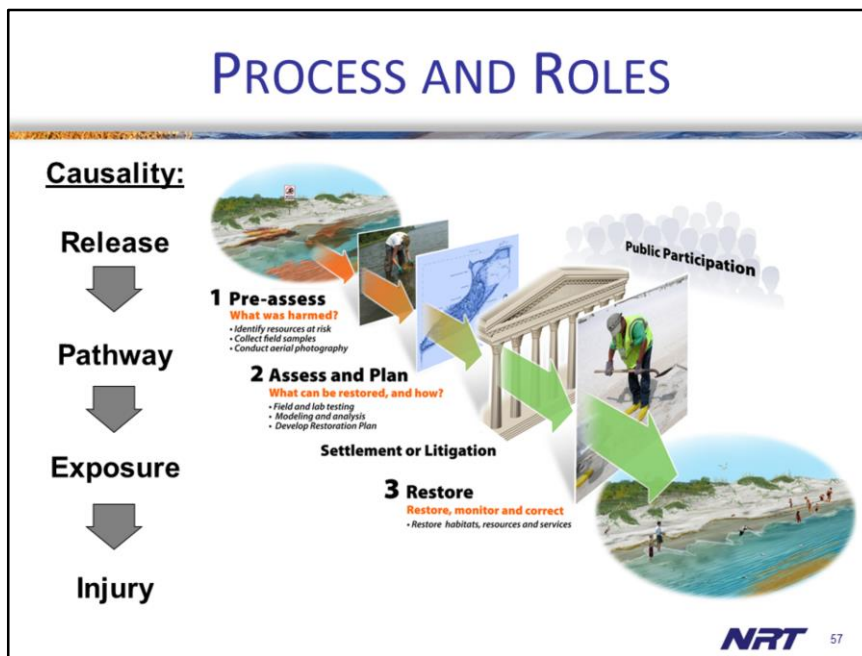 PROCESS AND ROLES
Causality:
Release
Pathway
Exposure
Injury
1 Pre-assess
What was harmed?
• Identify resources at risk
• Collect field samples
• Conduct aerial photography
2 Assess and Plan
What can be restored, and how?
• Field and lab testing
• Modeling and analysis
• Develop Restoration Plan
Settlement or Litigation
3 Restore
Restore, monitor and correct
• Restore habitats, resources and services
Public Participation
NRT 57